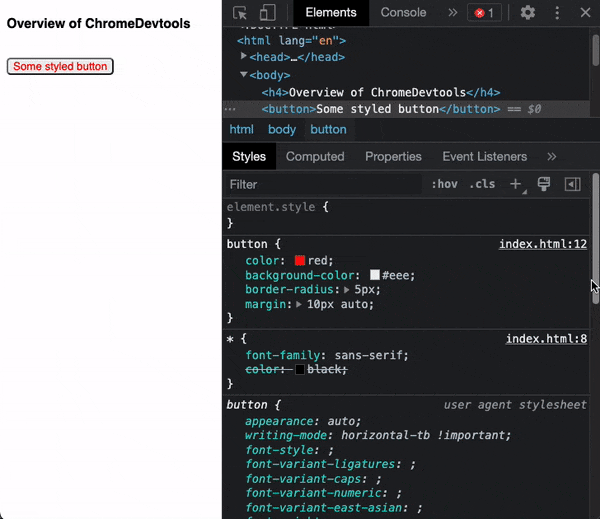 Overview of ChromeDevtools
Some styled button
Elements Console » 1
<html lang="en">
▶<head>…</head>
▼<body>
<h4>Overview of ChromeDevtools</h4>
… <button>Some styled button</button> == $0
html body button
Styles Computed Properties Event Listeners »
Filter :hov .cls +
element.style {
}
button { index.html:12
color: red;
background-color: #eee;
border-radius: ▶ 5px;
margin: ▶ 10px auto;
}
* { index.html:8
font-family: sans-serif;
color: black;
}
button { user agent stylesheet
appearance: auto;
writing-mode: horizontal-tb !important;
font-style: ;
font-variant-ligatures: ;
font-variant-caps: ;
font-variant-numeric: ;
font-variant-east-asian: ;